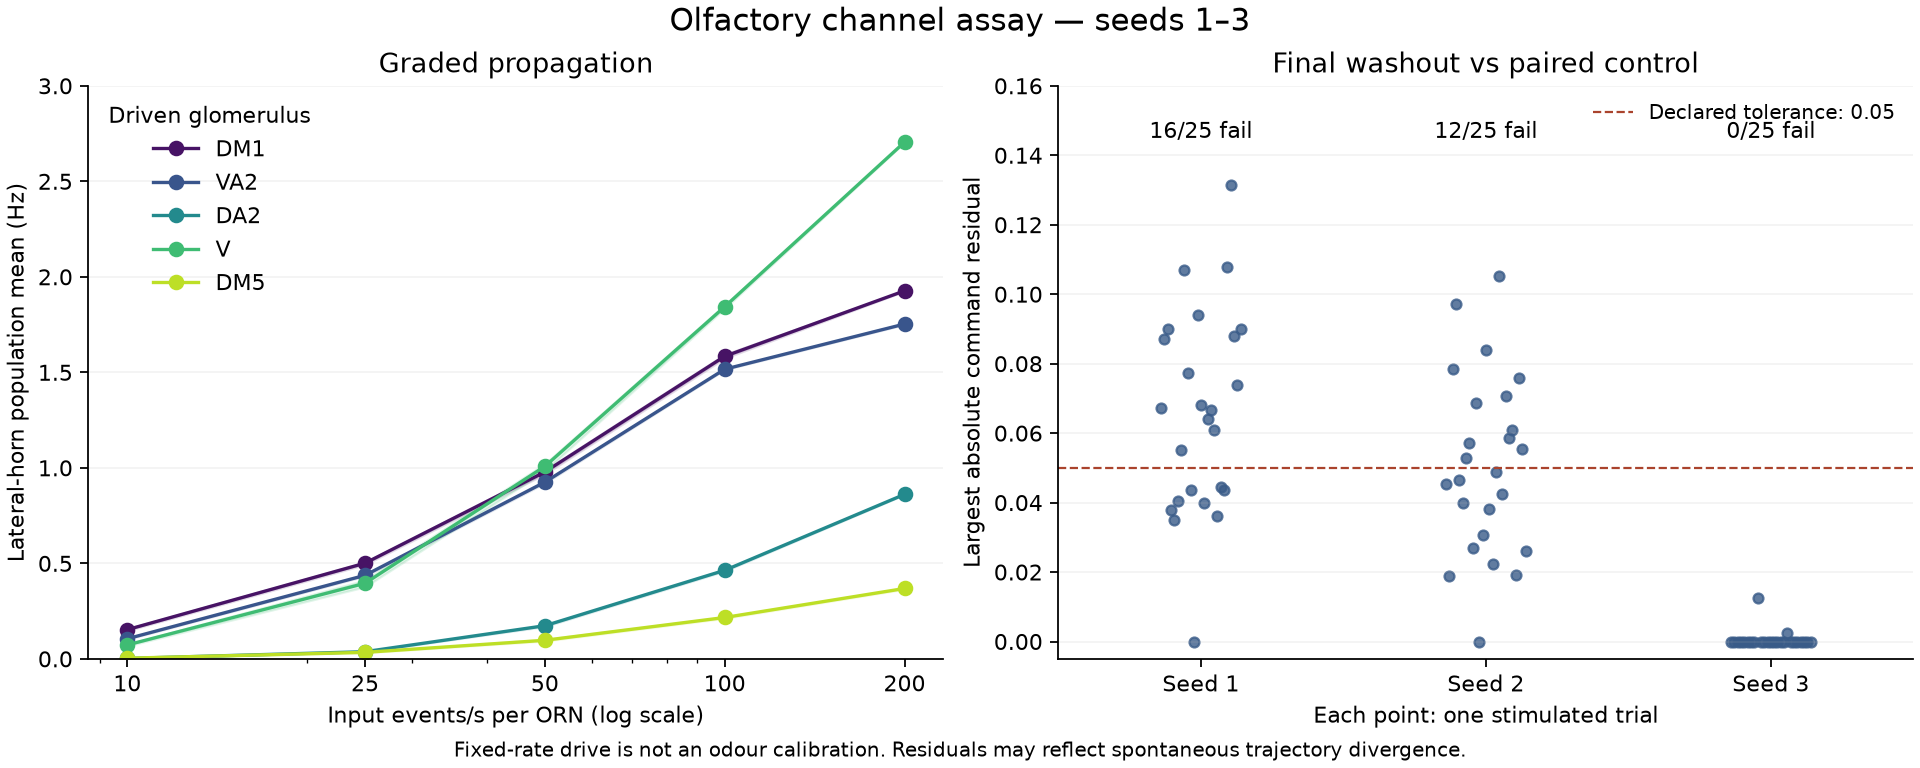 Olfactory channel assay — seeds 1–3
Graded propagation
Lateral-horn population mean (Hz)
3.0
2.5
2.0
1.5
1.0
0.5
0.0
Driven glomerulus
DM1
VA2
DA2
V
DM5
10
25
50
100
200
Input events/s per ORN (log scale)
Final washout vs paired control
Largest absolute command residual
0.16
0.14
0.12
0.10
0.08
0.06
0.04
0.02
0.00
Declared tolerance: 0.05
16/25 fail
12/25 fail
0/25 fail
Seed 1
Seed 2
Seed 3
Each point: one stimulated trial
Fixed-rate drive is not an odour calibration. Residuals may reflect spontaneous trajectory divergence.